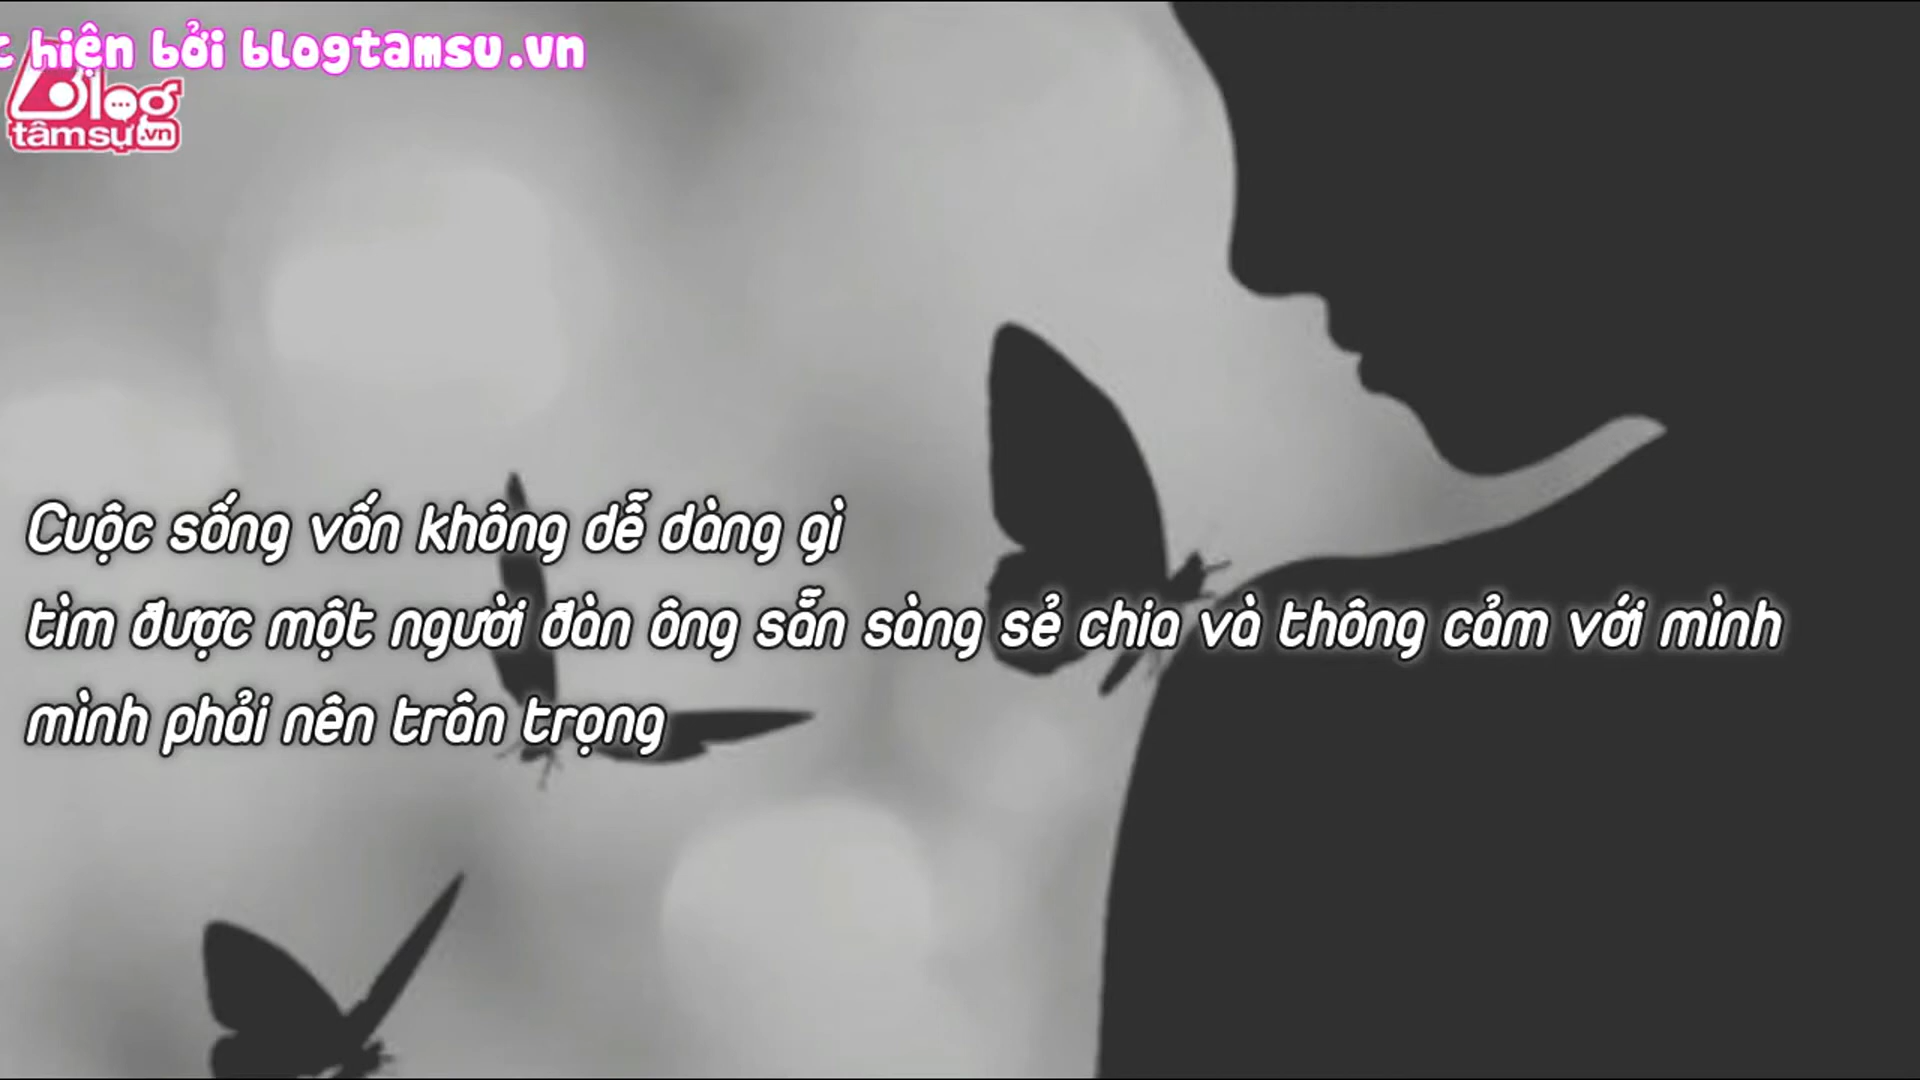 hiện bởi blogtamsu.vn
Blog
tâmsự.vn
Cuộc sống vốn không dễ dàng gì
tìm được một người đàn ông sẵn sàng sẻ chia và thông cảm với mình
mình phải nên trân trọng